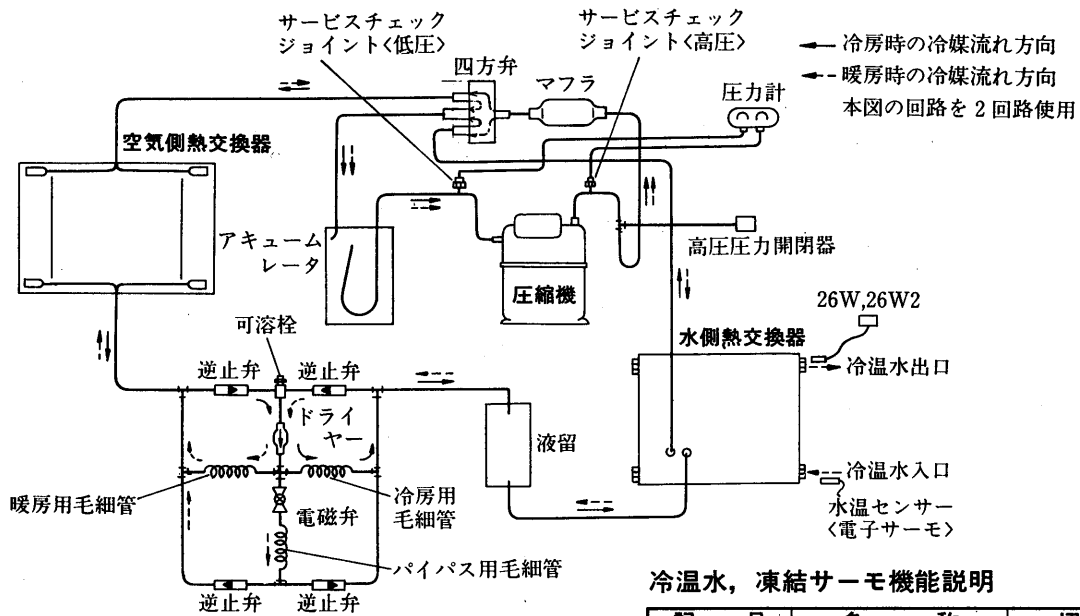 サービスチェック
ジョイント〈低圧〉
サービスチェック
ジョイント〈高圧〉
冷房時の冷媒流れ方向
暖房時の冷媒流れ方向
本図の回路を2回路使用
四方弁
マフラ
圧力計
空気側熱交換器
アキューム
レータ
圧縮機
高圧圧力開閉器
26W,26W2
水側熱交換器
冷温水出口
可溶栓
逆止弁
逆止弁
ドライ
ヤー
液留
冷温水入口
水温センサー
〈電子サーモ〉
暖房用毛細管
冷房用
毛細管
電磁弁
バイパス用毛細管
逆止弁
逆止弁
冷温水，凍結サーモ機能説明